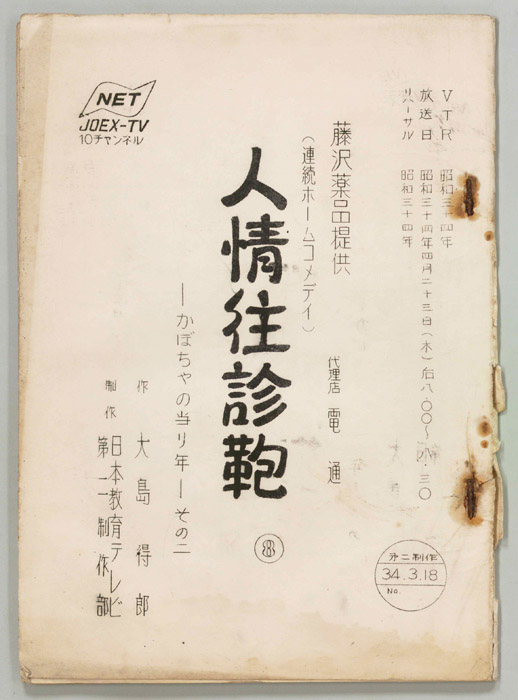 VTR 昭和三十四年
放送日 昭和三十四年四月二十三日(木)后八.00〜八.三〇
リハーサル 昭和三十四年
藤沢薬品提供
代理店 電通
(連続ホームコメデイ)
人情往診鞄
⑧
―かぼちゃの当り年―その二
作 大島得郎
制作 日本教育テレビ
第二制作部
NET
JOEX-TV
10チャンネル
第二制作
34.3.18
No.